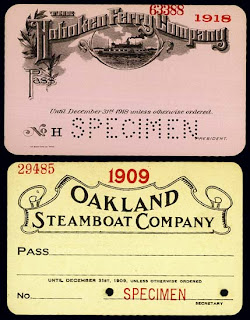 63388
THE
Hoboken Ferry Company
1918
Pass
Until December 31st 1918 unless otherwise ordered.
No H SPECIMEN
PRESIDENT.
29485
1909
OAKLAND
STEAMBOAT COMPANY
PASS
UNTIL DECEMBER 31ST, 1909, UNLESS OTHERWISE ORDERED
No. SPECIMEN
SECRETARY